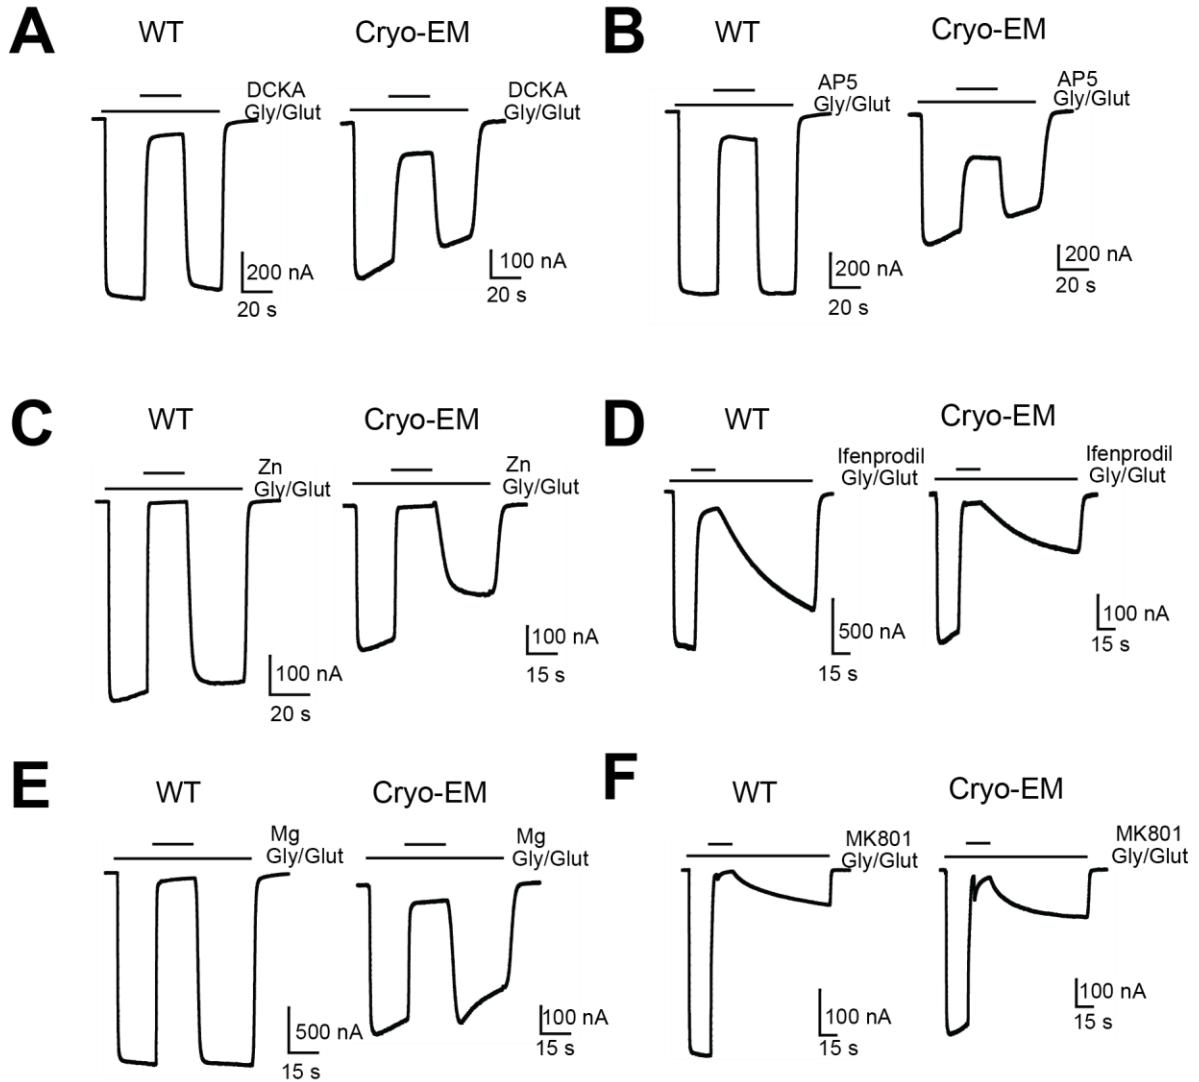 A
WT
Cryo-EM
DCKA
Gly/Glut
DCKA
Gly/Glut
200 nA
20 s
100 nA
20 s
B
WT
Cryo-EM
AP5
Gly/Glut
AP5
Gly/Glut
200 nA
20 s
200 nA
20 s
C
WT
Cryo-EM
Zn
Gly/Glut
Zn
Gly/Glut
100 nA
20 s
100 nA
15 s
D
WT
Cryo-EM
Ifenprodil
Gly/Glut
Ifenprodil
Gly/Glut
500 nA
15 s
100 nA
15 s
E
WT
Cryo-EM
Mg
Gly/Glut
Mg
Gly/Glut
500 nA
15 s
100 nA
15 s
F
WT
Cryo-EM
MK801
Gly/Glut
MK801
Gly/Glut
100 nA
15 s
100 nA
15 s